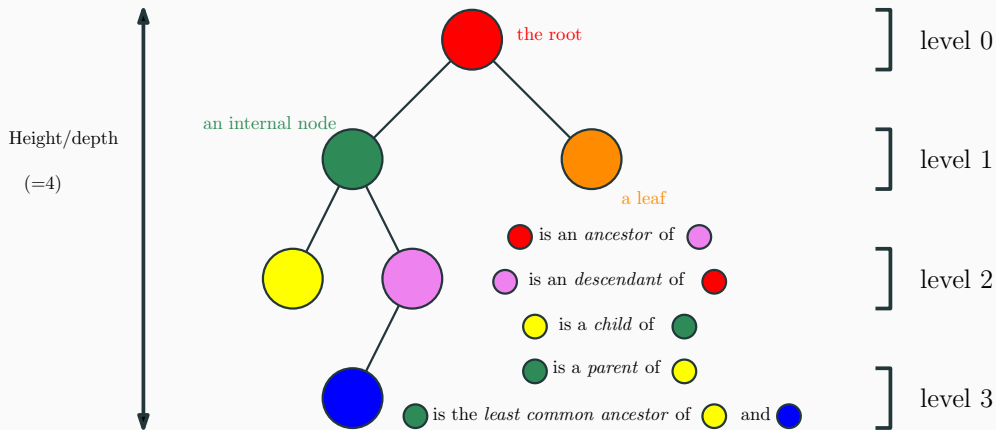 the root
level 0
an internal node
Height/depth
(=4)
level 1
a leaf
is an ancestor of
is an descendant of
level 2
is a child of
is a parent of
level 3
is the least common ancestor of and